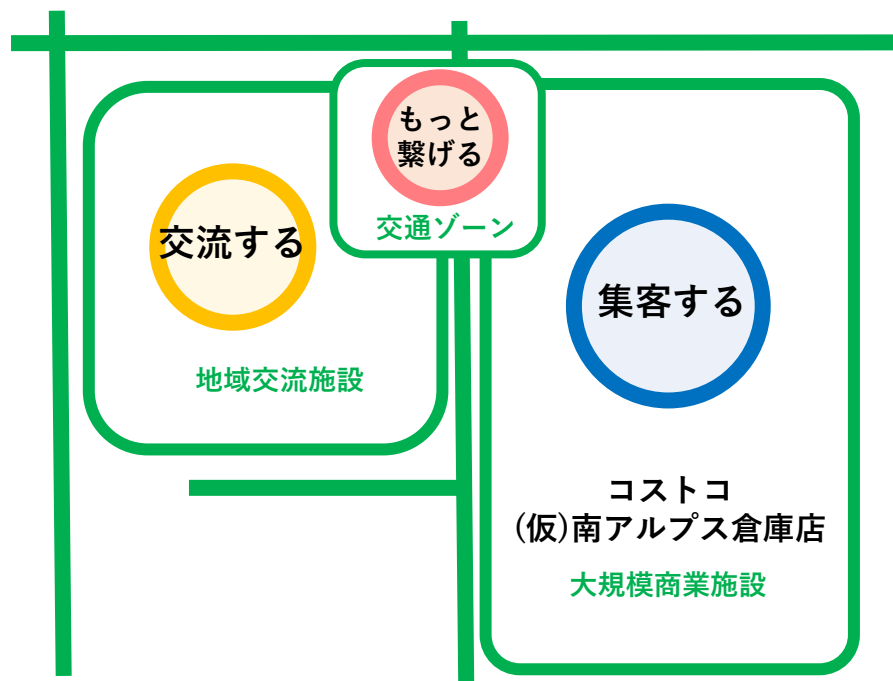 もっと
繋げる
交通ゾーン
交流する
地域交流施設
集客する
コストコ
(仮)南アルプス倉庫店
大規模商業施設